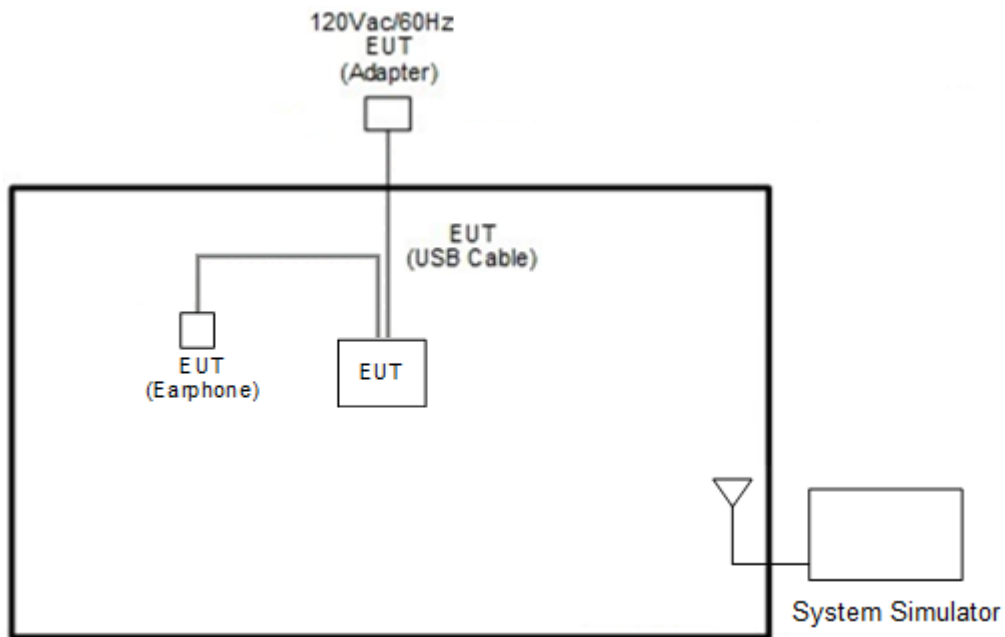 120Vac/60Hz
EUT
(Adapter)
EUT
(USB Cable)
EUT
(Earphone)
EUT
System Simulator